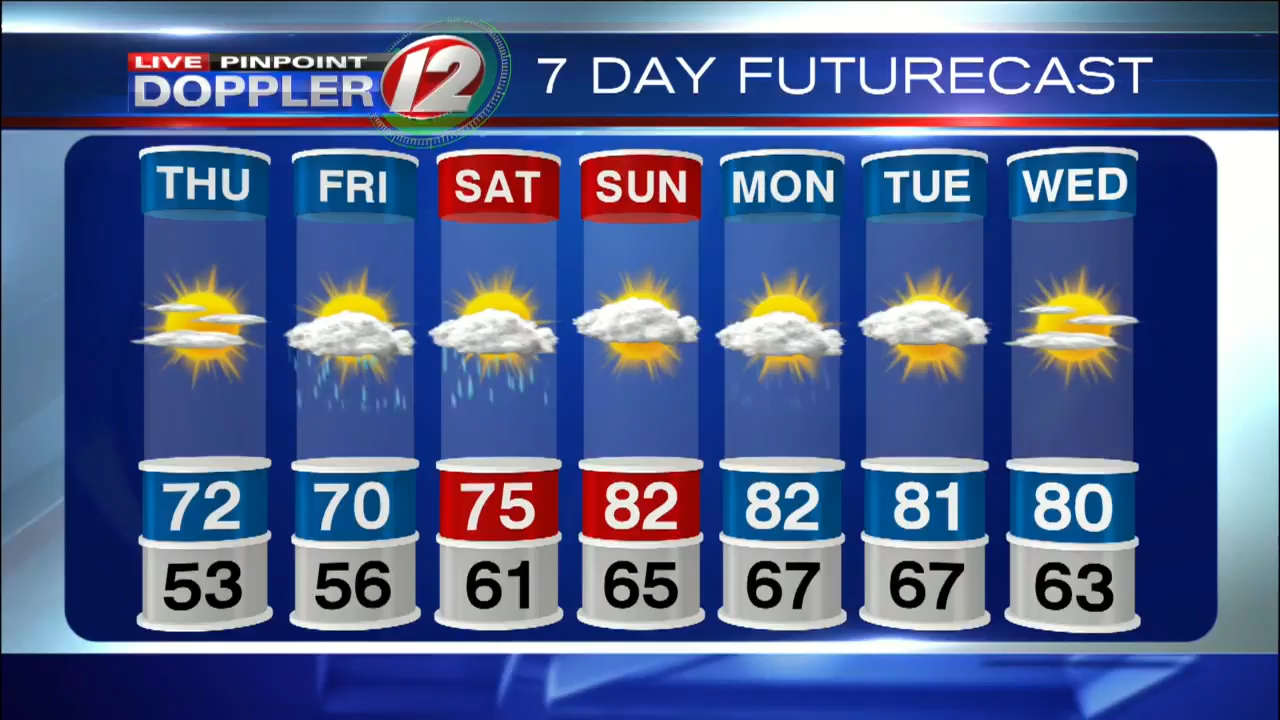 LIVE PINPOINT
DOPPLER 12
7 DAY FUTURECAST
THU FRI SAT SUN MON TUE WED
72 70 75 82 82 81 80
53 56 61 65 67 67 63